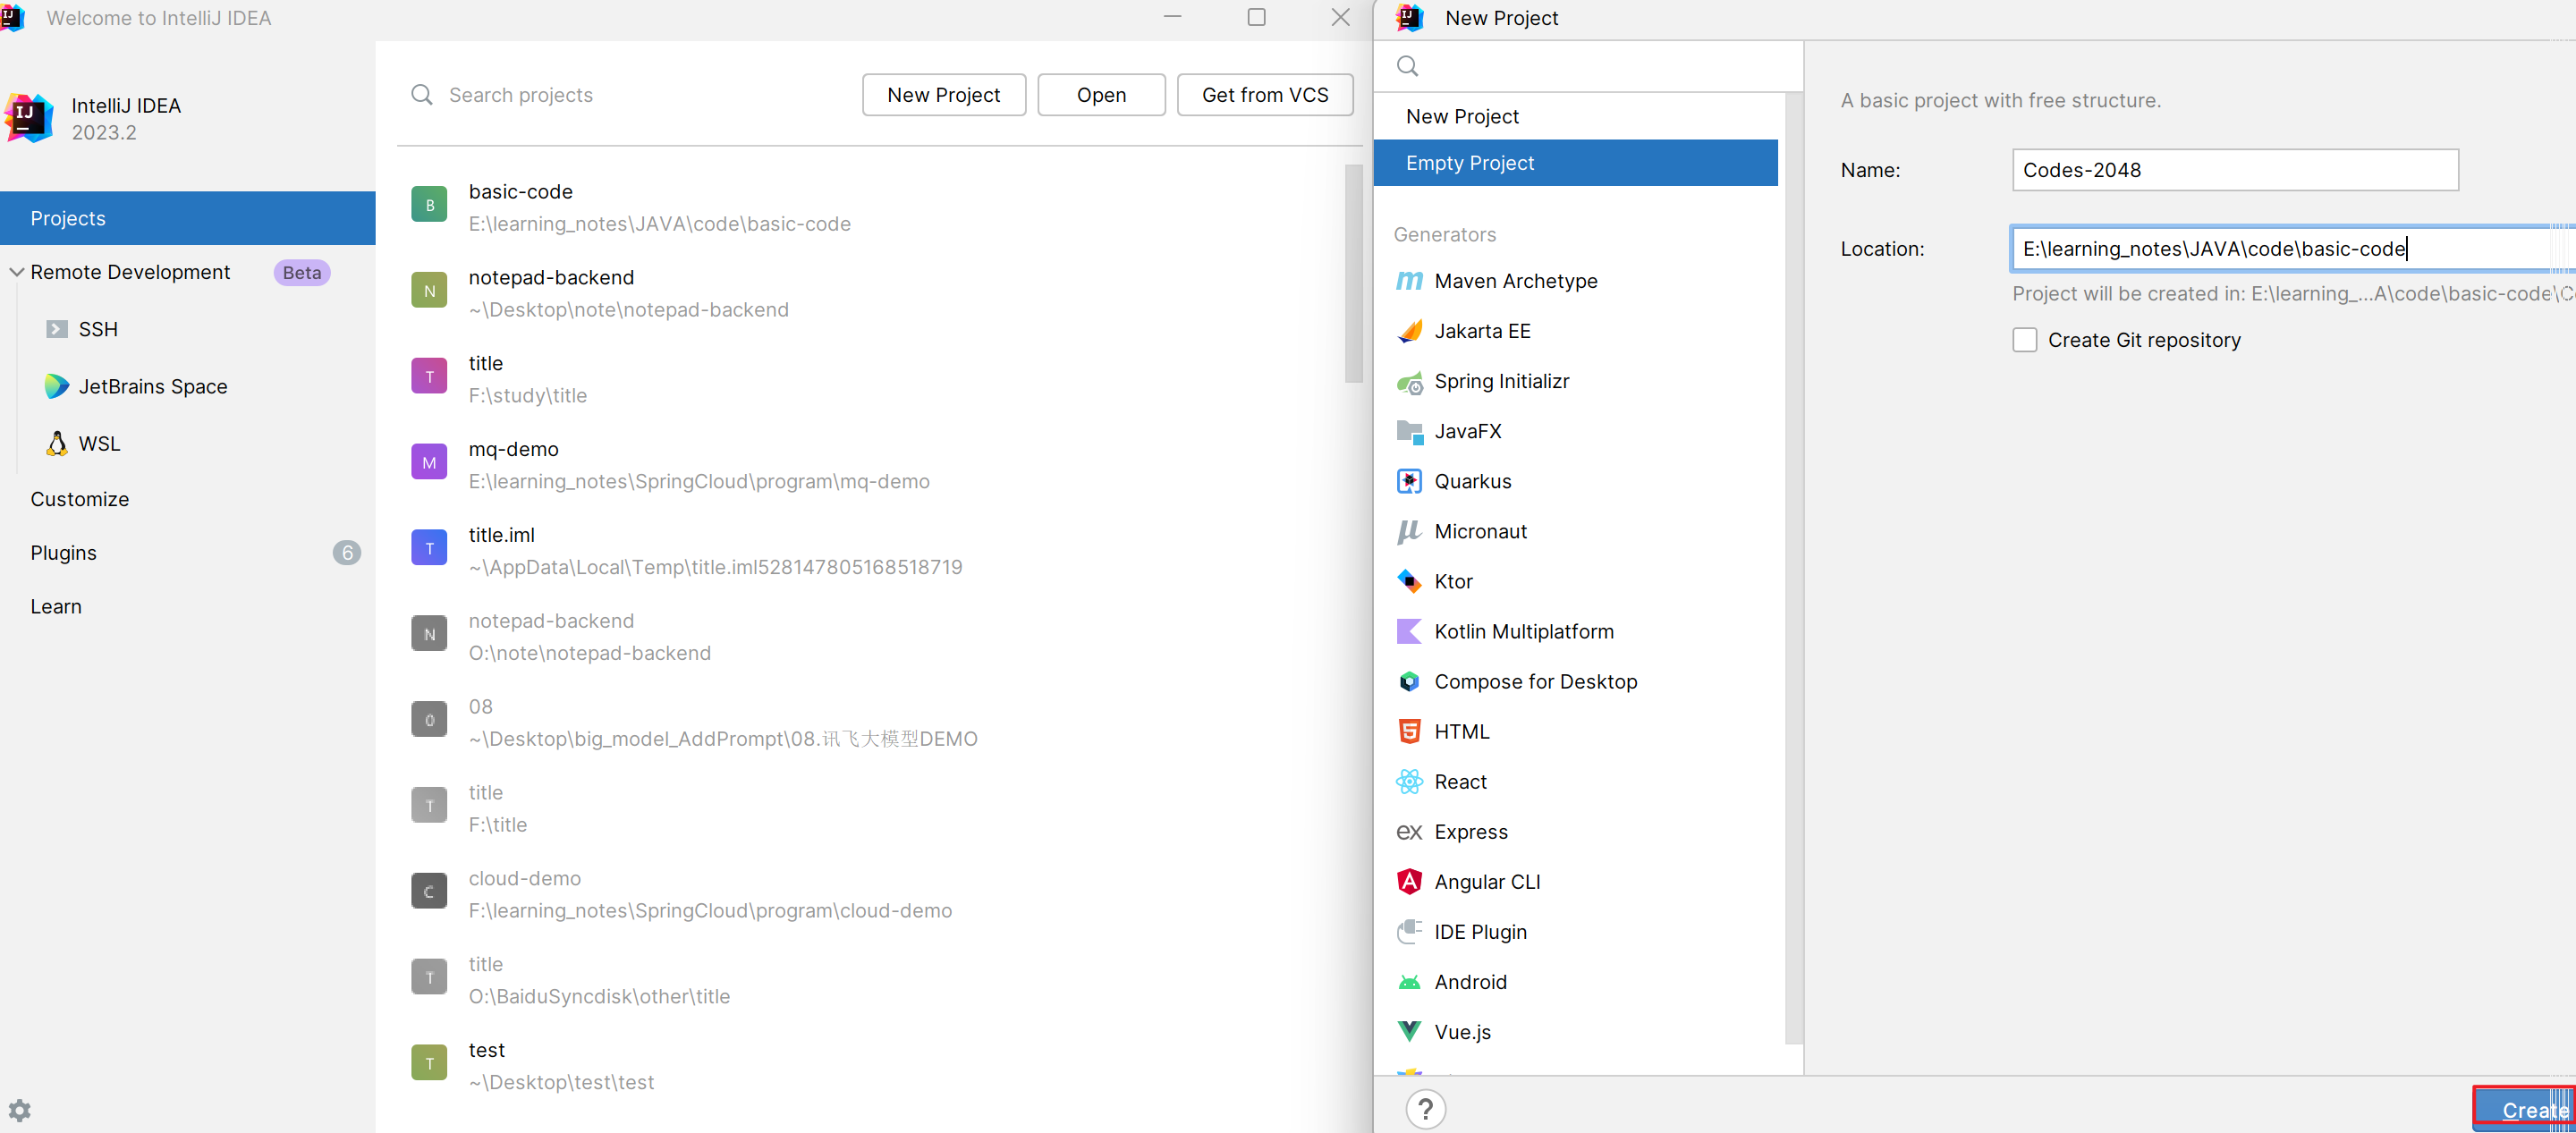 Welcome to IntelliJ IDEA
IntelliJ IDEA
2023.2
Projects
Remote Development Beta
SSH
JetBrains Space
WSL
Customize
Plugins 6
Learn
Search projects New Project Open Get from VCS
B basic-code
E:\learning_notes\JAVA\code\basic-code
N notepad-backend
~\Desktop\note\notepad-backend
T title
F:\study\title
M mq-demo
E:\learning_notes\SpringCloud\program\mq-demo
T title.iml
~\AppData\Local\Temp\title.iml528147805168518719
N notepad-backend
O:\note\notepad-backend
0 08
~\Desktop\big_model_AddPrompt\08.讯飞大模型DEMO
T title
F:\title
C cloud-demo
F:\learning_notes\SpringCloud\program\cloud-demo
T title
O:\BaiduSyncdisk\other\title
T test
~\Desktop\test\test
New Project
New Project
Empty Project
Generators
Maven Archetype
Jakarta EE
Spring Initializr
JavaFX
Quarkus
Micronaut
Ktor
Kotlin Multiplatform
Compose for Desktop
HTML
React
ex Express
Angular CLI
IDE Plugin
Android
Vue.js
?
A basic project with free structure.
Name: Codes-2048
Location: E:\learning_notes\JAVA\code\basic-code
Project will be created in: E:\learning_...A\code\basic-code\C
Create Git repository
Create